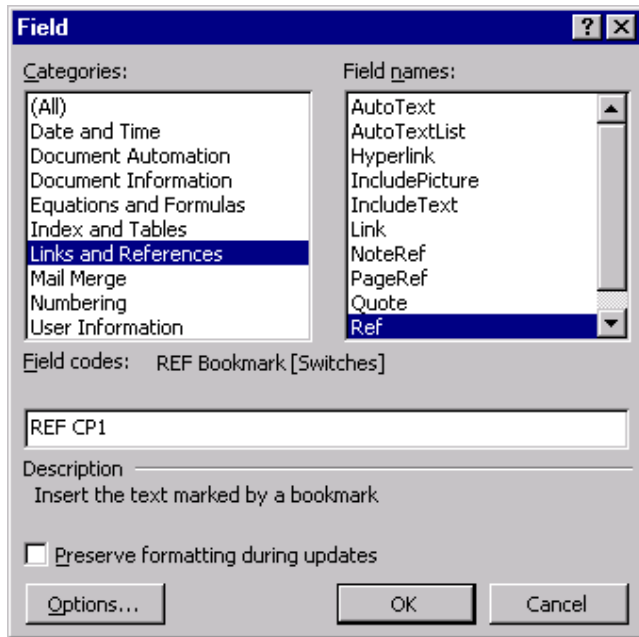 Field
Categories:
(All)
Date and Time
Document Automation
Document Information
Equations and Formulas
Index and Tables
Links and References
Mail Merge
Numbering
User Information
Field names:
AutoText
AutoTextList
Hyperlink
IncludePicture
IncludeText
Link
NoteRef
PageRef
Quote
Ref
Field codes: REF Bookmark [Switches]
REF CP1
Description
Insert the text marked by a bookmark
Preserve formatting during updates
Options... OK Cancel